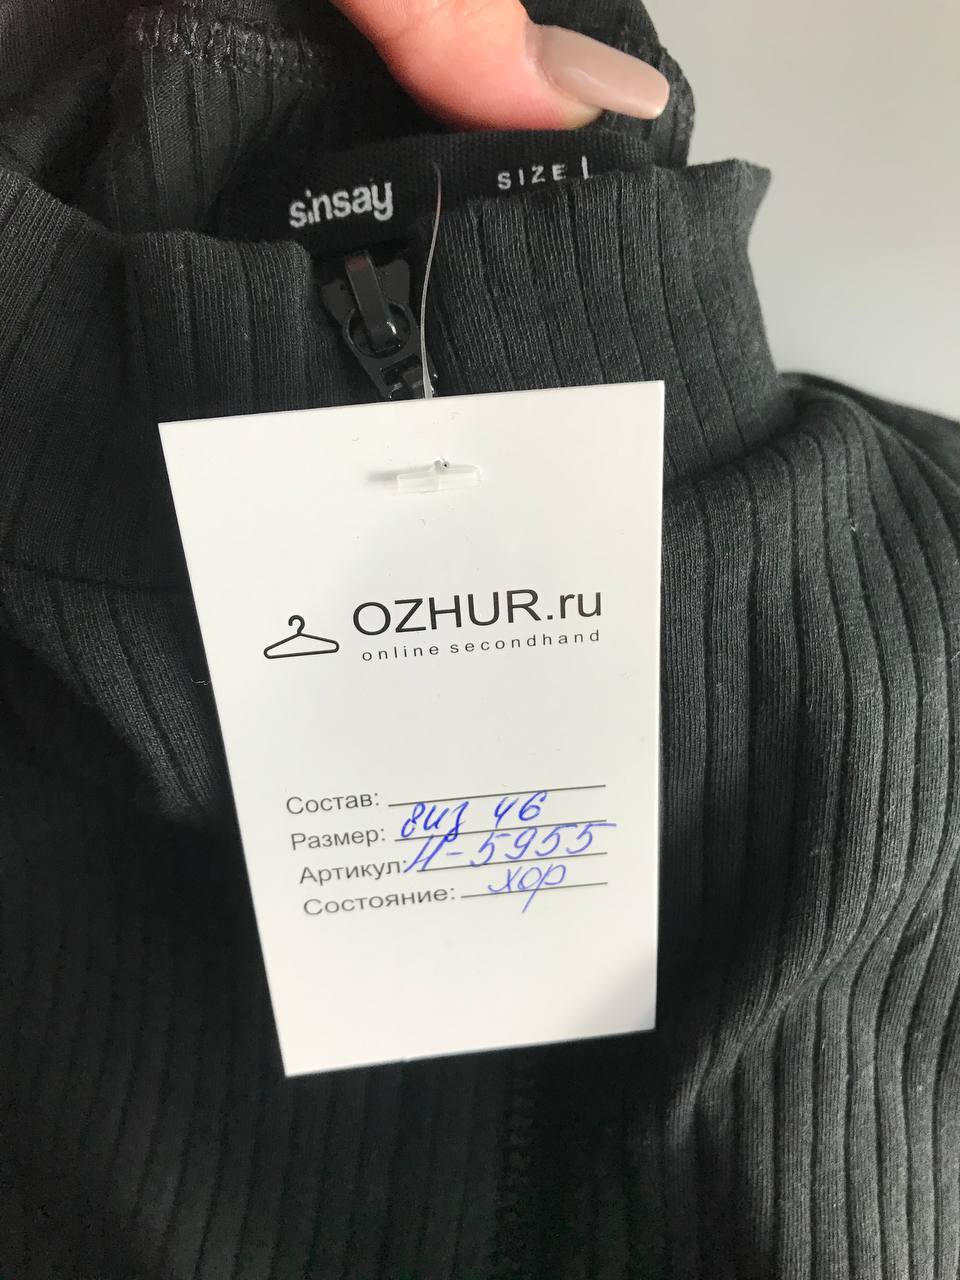 sinsay SIZE L
OZHUR.ru
online secondhand
Состав:
Размер: виз 46
Артикул: Н-5955
Состояние: хор